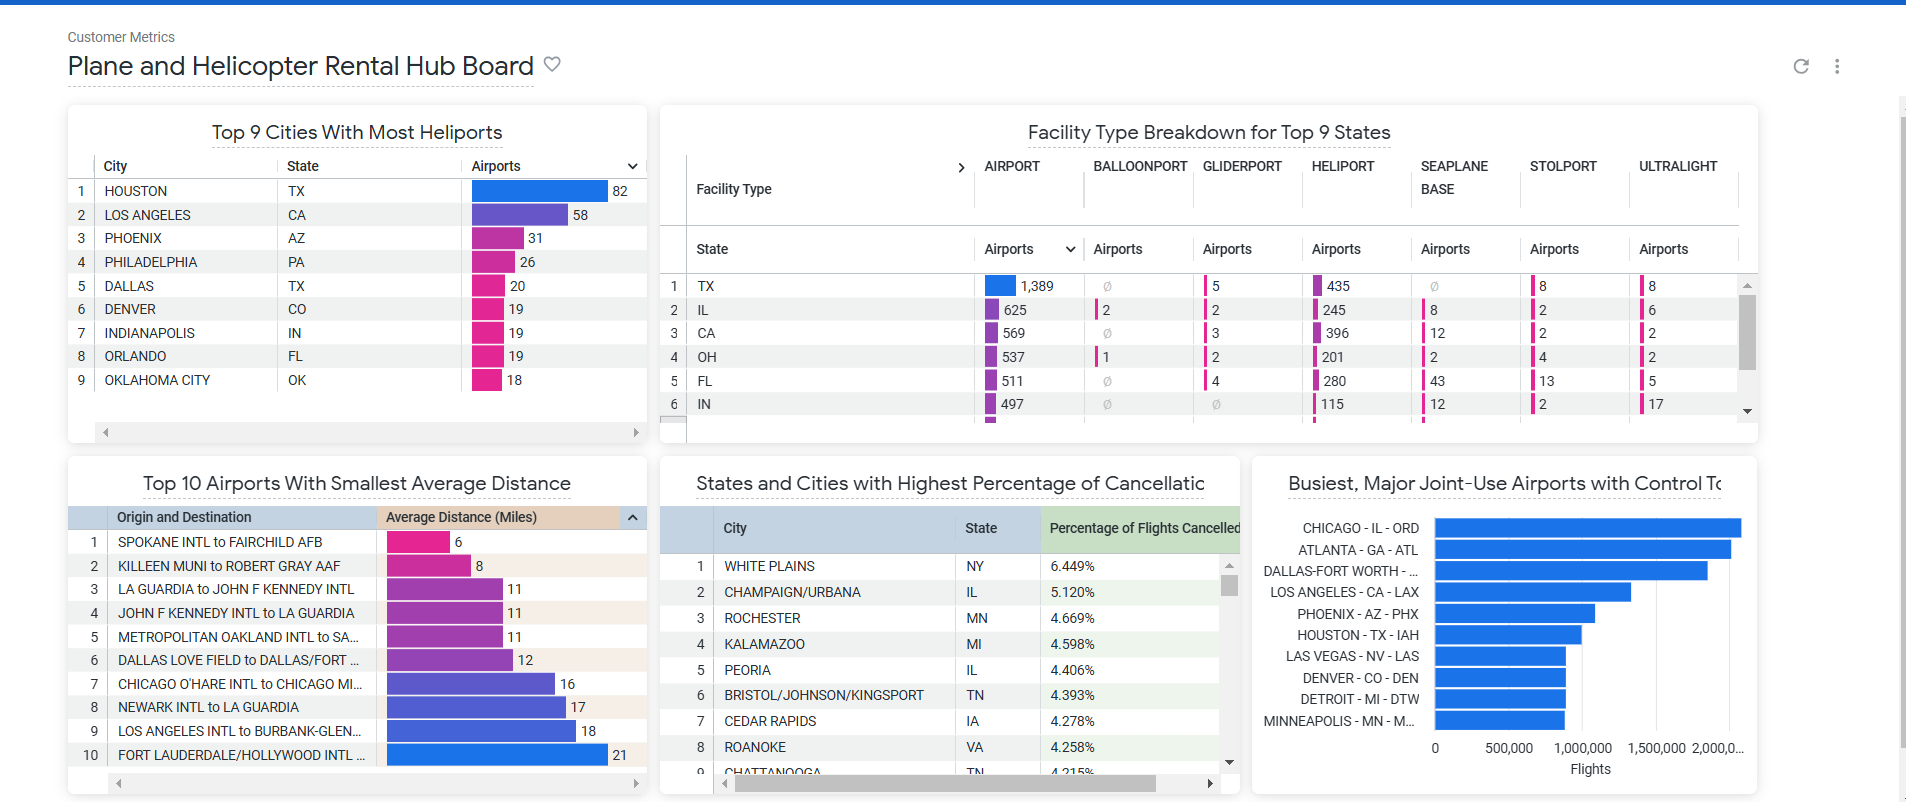 Customer Metrics
Plane and Helicopter Rental Hub Board
Top 9 Cities With Most Heliports
City State Airports
1 HOUSTON TX 82
2 LOS ANGELES CA 58
3 PHOENIX AZ 31
4 PHILADELPHIA PA 26
5 DALLAS TX 20
6 DENVER CO 19
7 INDIANAPOLIS IN 19
8 ORLANDO FL 19
9 OKLAHOMA CITY OK 18
Facility Type Breakdown for Top 9 States
Facility Type AIRPORT BALLOONPORT GLIDERPORT HELIPORT SEAPLANE BASE STOLPORT ULTRALIGHT
State Airports Airports Airports Airports Airports Airports Airports
1 TX 1,389 Ø 5 435 Ø 8 8
2 IL 625 2 2 245 8 2 6
3 CA 569 Ø 3 396 12 2 2
4 OH 537 1 2 201 2 4 2
5 FL 511 Ø 4 280 43 13 5
6 IN 497 Ø Ø 115 12 2 17
Top 10 Airports With Smallest Average Distance
Origin and Destination Average Distance (Miles)
1 SPOKANE INTL to FAIRCHILD AFB 6
2 KILLEEN MUNI to ROBERT GRAY AAF 8
3 LA GUARDIA to JOHN F KENNEDY INTL 11
4 JOHN F KENNEDY INTL to LA GUARDIA 11
5 METROPOLITAN OAKLAND INTL to SA... 11
6 DALLAS LOVE FIELD to DALLAS/FORT ... 12
7 CHICAGO O'HARE INTL to CHICAGO MI... 16
8 NEWARK INTL to LA GUARDIA 17
9 LOS ANGELES INTL to BURBANK-GLEN... 18
10 FORT LAUDERDALE/HOLLYWOOD INTL ... 21
States and Cities with Highest Percentage of Cancellatic
City State Percentage of Flights Cancelled
1 WHITE PLAINS NY 6.449%
2 CHAMPAIGN/URBANA IL 5.120%
3 ROCHESTER MN 4.669%
4 KALAMAZOO MI 4.598%
5 PEORIA IL 4.406%
6 BRISTOL/JOHNSON/KINGSPORT TN 4.393%
7 CEDAR RAPIDS IA 4.278%
8 ROANOKE VA 4.258%
9 CHATTANOOGA TN 4.215%
Busiest, Major Joint-Use Airports with Control Tc
CHICAGO - IL - ORD
ATLANTA - GA - ATL
DALLAS-FORT WORTH - ...
LOS ANGELES - CA - LAX
PHOENIX - AZ - PHX
HOUSTON - TX - IAH
LAS VEGAS - NV - LAS
DENVER - CO - DEN
DETROIT - MI - DTW
MINNEAPOLIS - MN - M...
0 500,000 1,000,000 1,500,000 2,000,0...
Flights